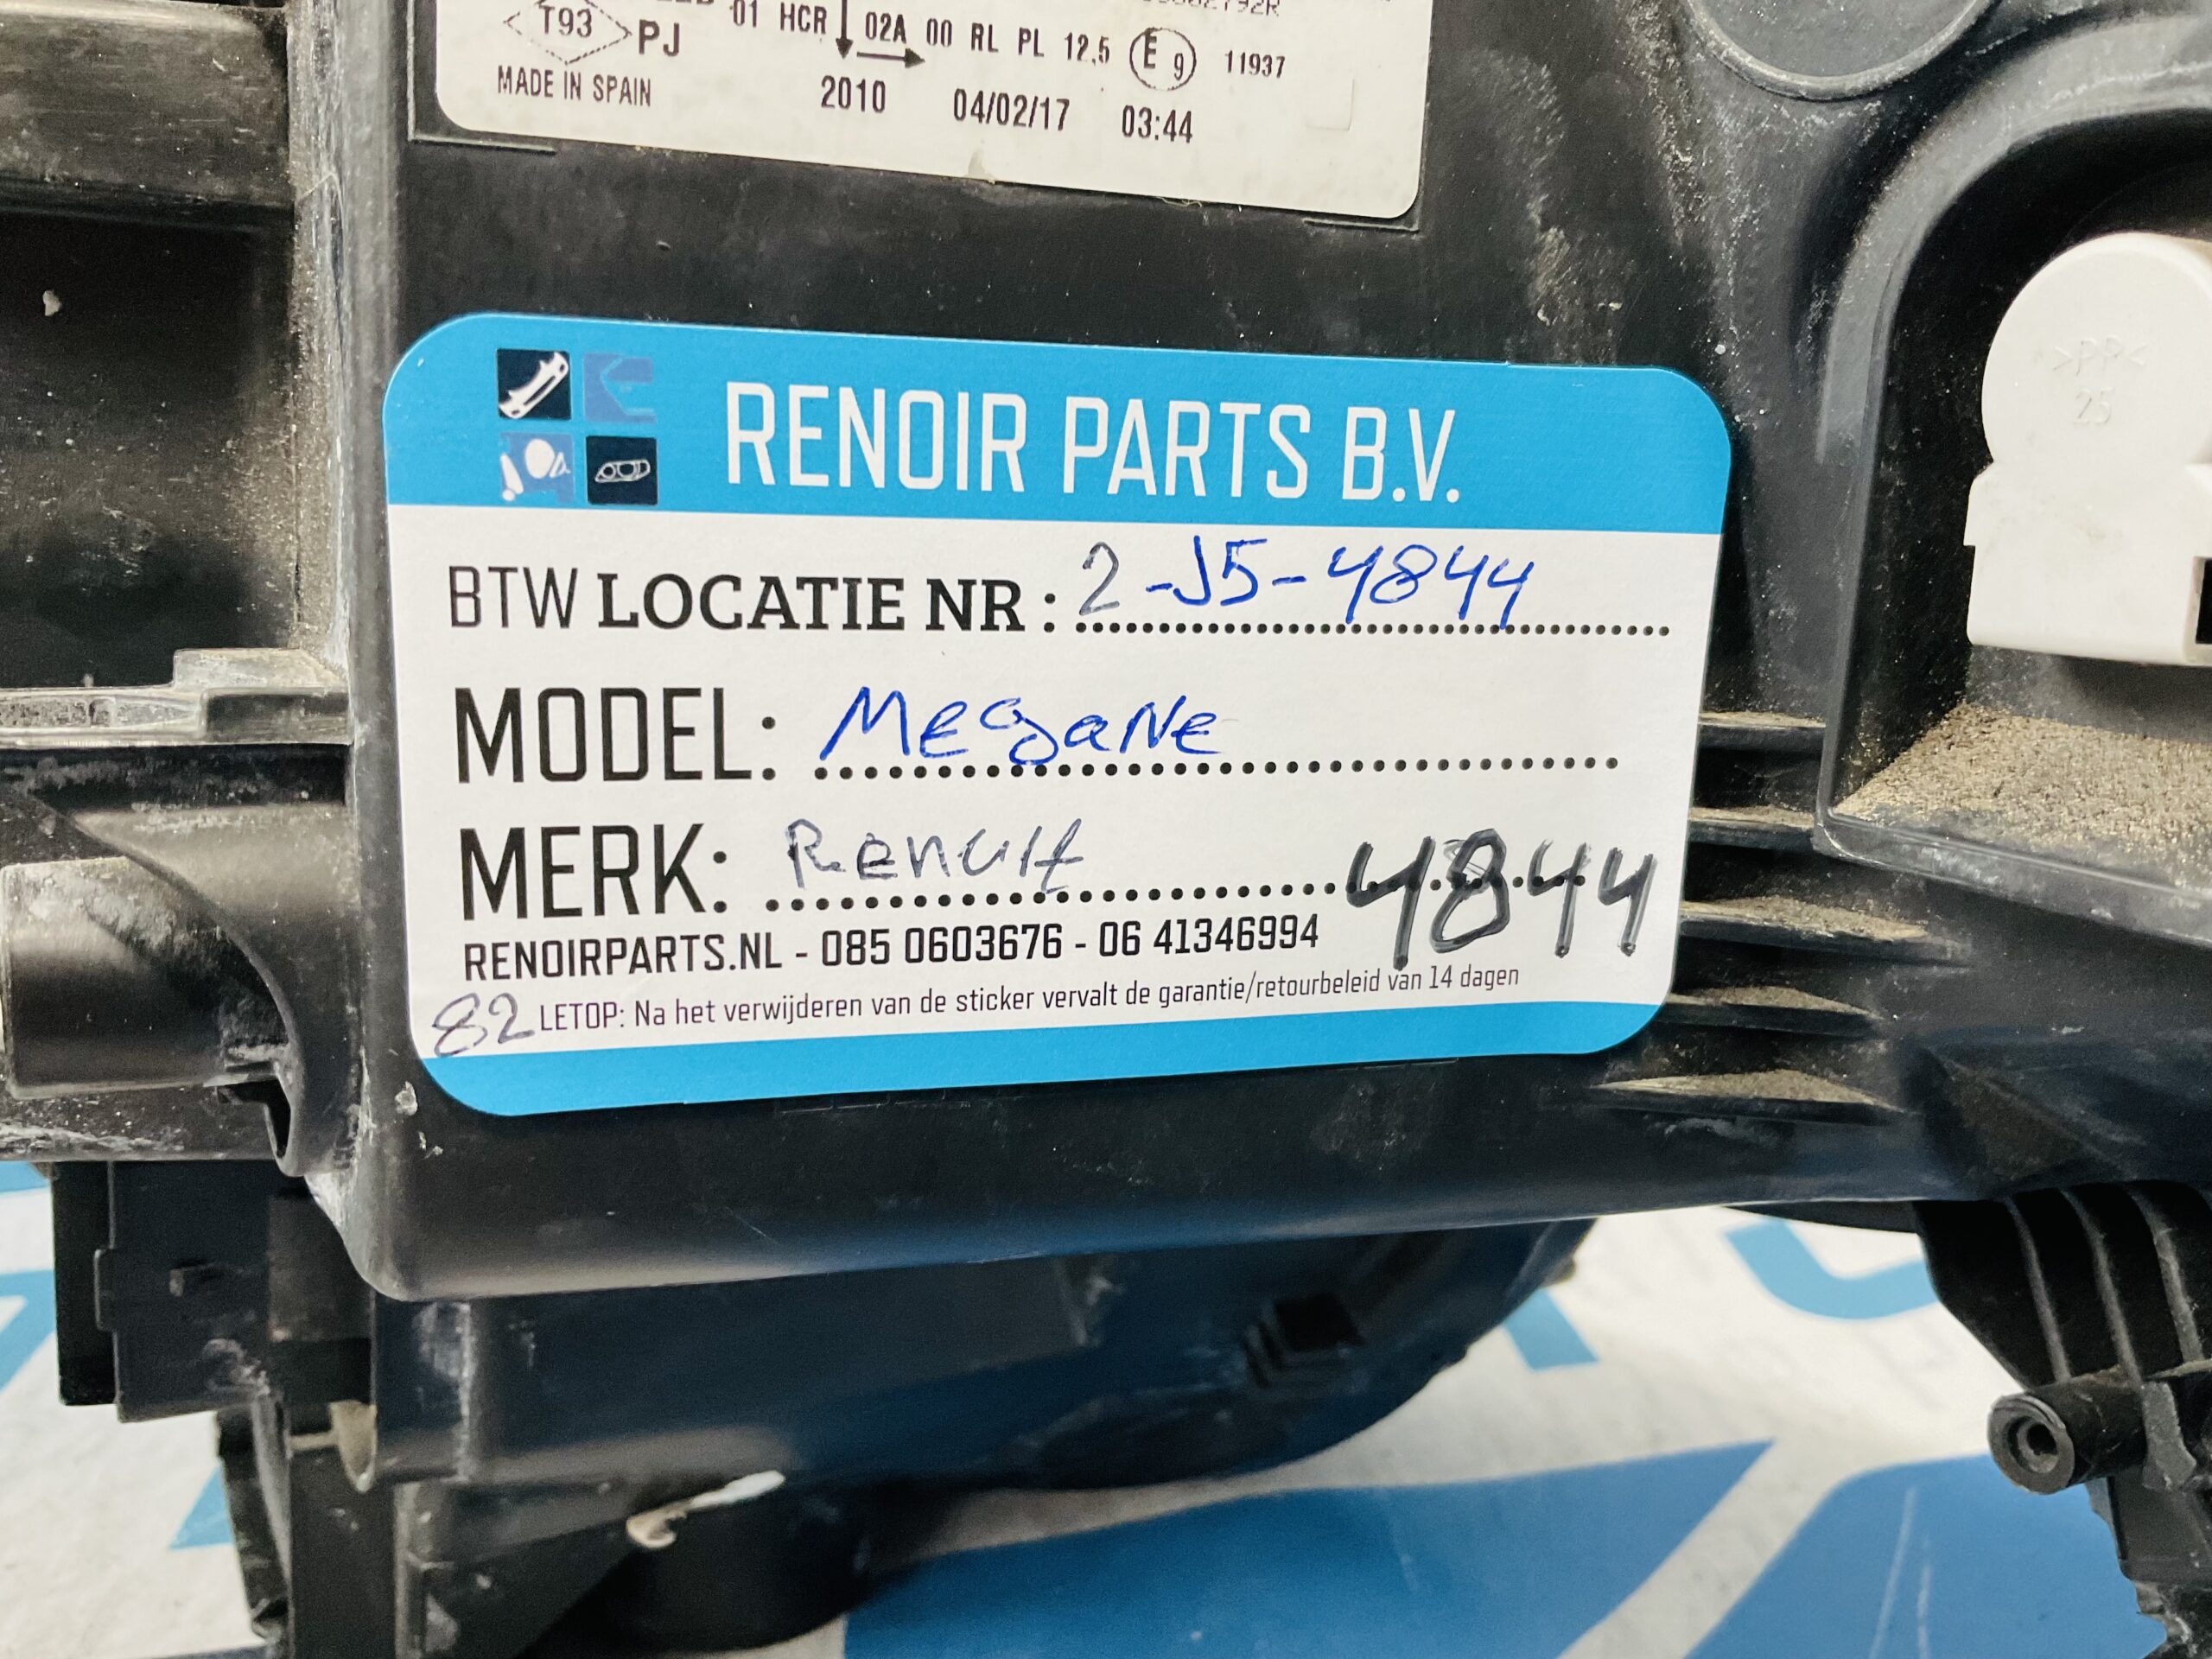 T93 PJ 01 HCR 02A 00 RL PL 12,5 E 9 11937
MADE IN SPAIN 2010 04/02/17 03:44
RENOIR PARTS B.V.
BTW LOCATIE NR : 2-J5-4844
MODEL: Megane
MERK: Renult 4844
RENOIRPARTS.NL - 085 0603676 - 06 41346994
82 LETOP: Na het verwijderen van de sticker vervalt de garantie/retourbeleid van 14 dagen
>PP<
25